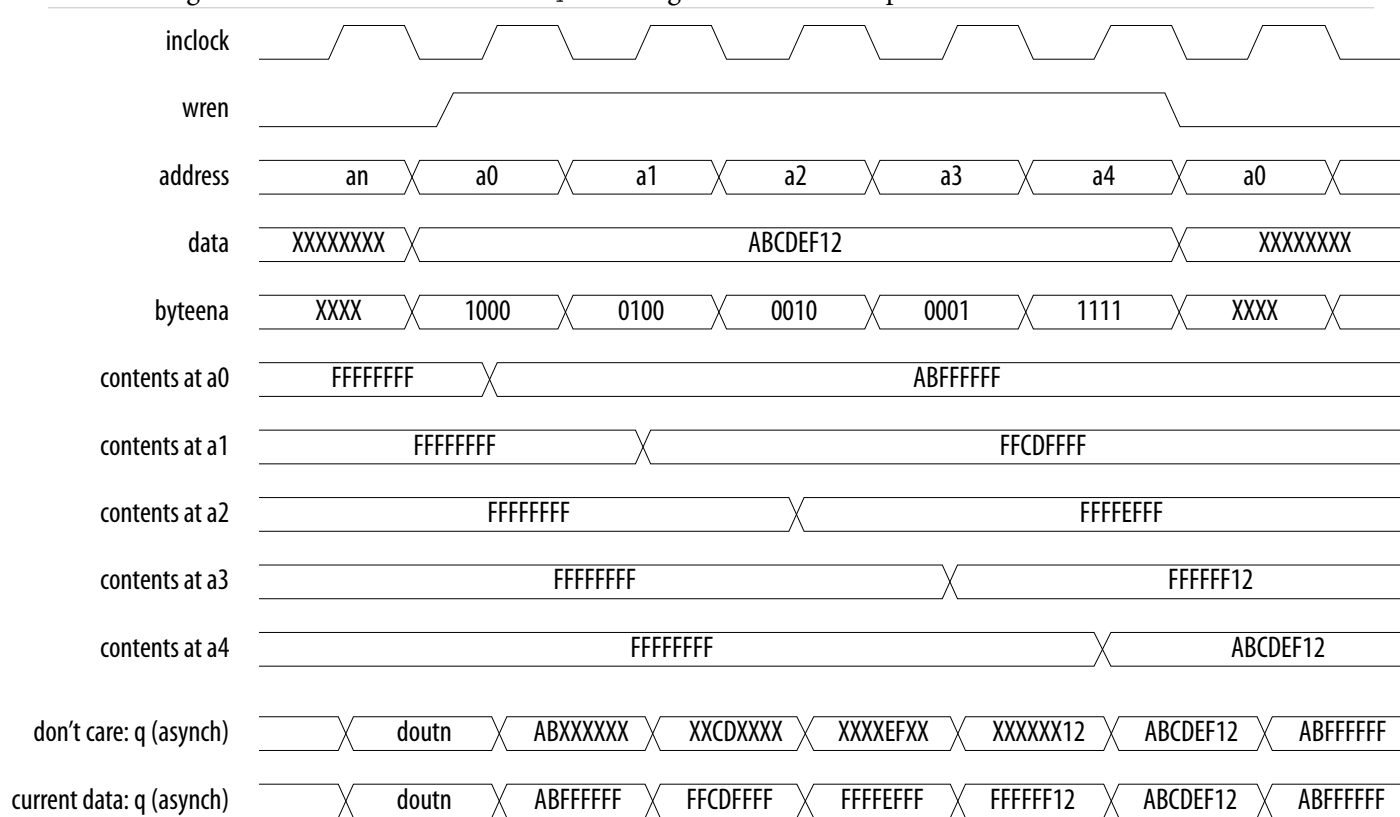 inclock
wren
address an a0 a1 a2 a3 a4 a0
data XXXXXXXX ABCDEF12 XXXXXXXX
byteena XXXX 1000 0100 0010 0001 1111 XXXX
contents at a0 FFFFFFFF ABFFFFFF
contents at a1 FFFFFFFF FFCDFFFF
contents at a2 FFFFFFFF FFFFEFFF
contents at a3 FFFFFFFF FFFFFF12
contents at a4 FFFFFFFF ABCDEF12
don't care: q (asynch) doutn ABXXXXXX XXCDXXXX XXXXEFXX XXXXXX12 ABCDEF12 ABFFFFFF
current data: q (asynch) doutn ABFFFFFF FFCDFFFF FFFFEFFF FFFFFF12 ABCDEF12 ABFFFFFF